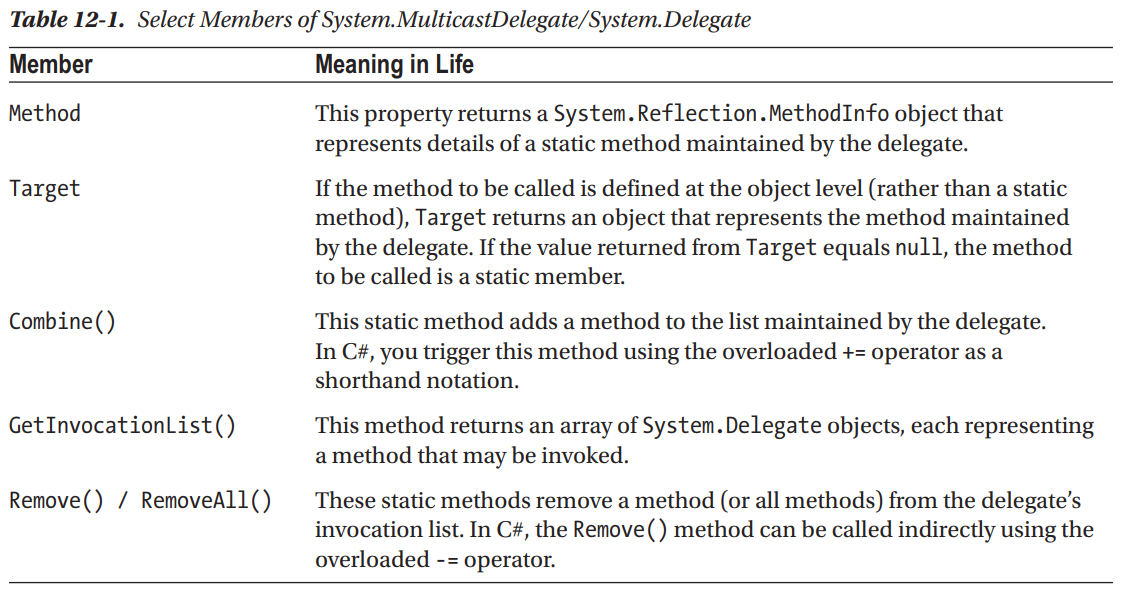 Table 12-1. Select Members of System.MulticastDelegate/System.Delegate
Member Meaning in Life
Method This property returns a System.Reflection.MethodInfo object that
represents details of a static method maintained by the delegate.
Target If the method to be called is defined at the object level (rather than a static
method), Target returns an object that represents the method maintained
by the delegate. If the value returned from Target equals null, the method
to be called is a static member.
Combine() This static method adds a method to the list maintained by the delegate.
In C#, you trigger this method using the overloaded += operator as a
shorthand notation.
GetInvocationList() This method returns an array of System.Delegate objects, each representing
a method that may be invoked.
Remove() / RemoveAll() These static methods remove a method (or all methods) from the delegate’s
invocation list. In C#, the Remove() method can be called indirectly using the
overloaded -= operator.